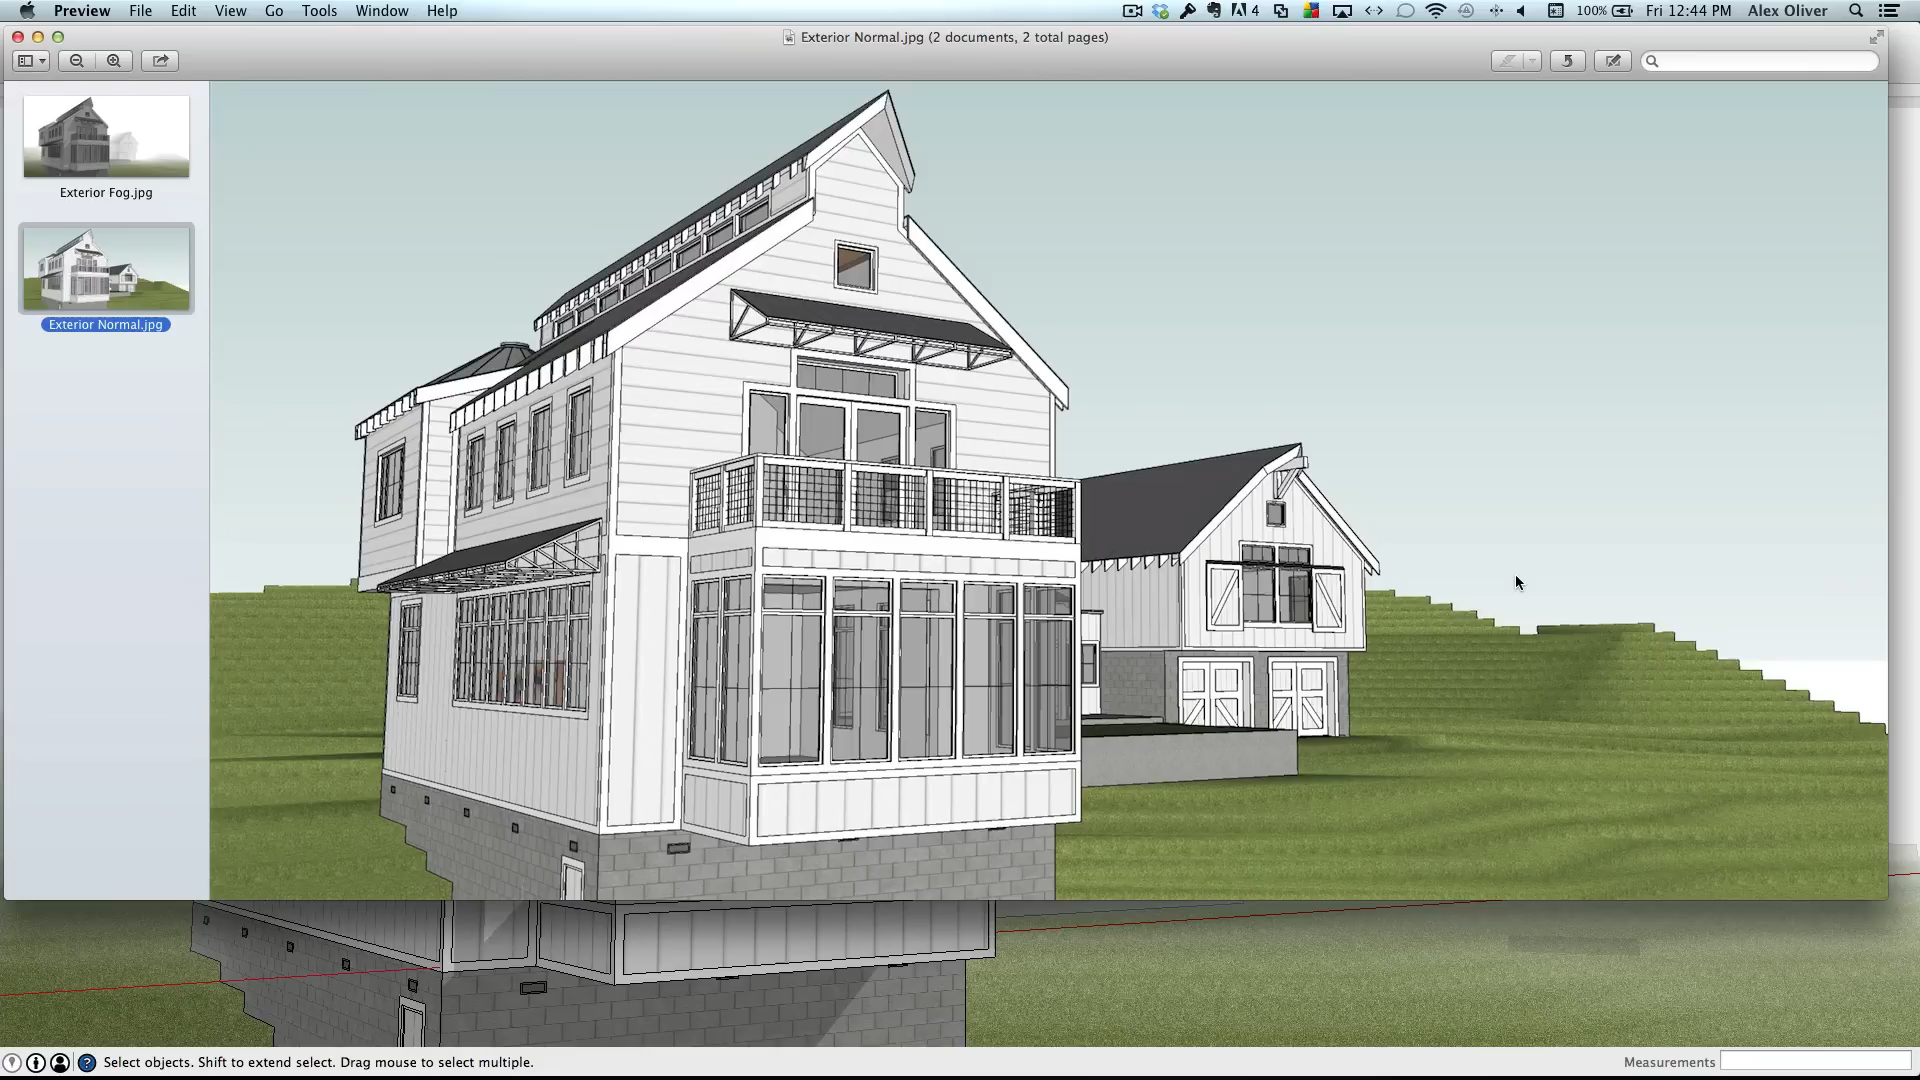 Preview File Edit View Go Tools Window Help
4 100% Fri 12:44 PM Alex Oliver
Exterior Normal.jpg (2 documents, 2 total pages)
Exterior Fog.jpg
Exterior Normal.jpg
Select objects. Shift to extend select. Drag mouse to select multiple.
Measurements